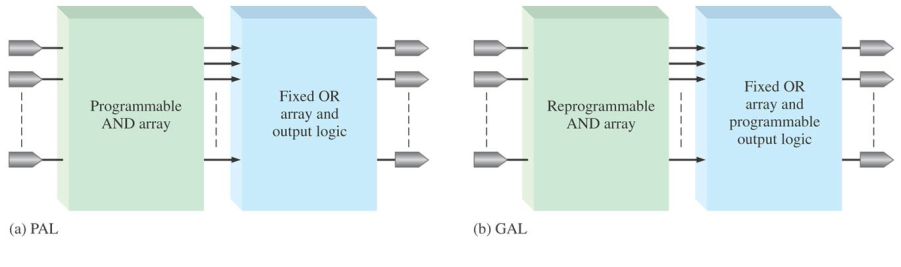 Programmable
AND array
Fixed OR
array and
output logic
(a) PAL
Reprogrammable
AND array
Fixed OR
array and
programmable
output logic
(b) GAL